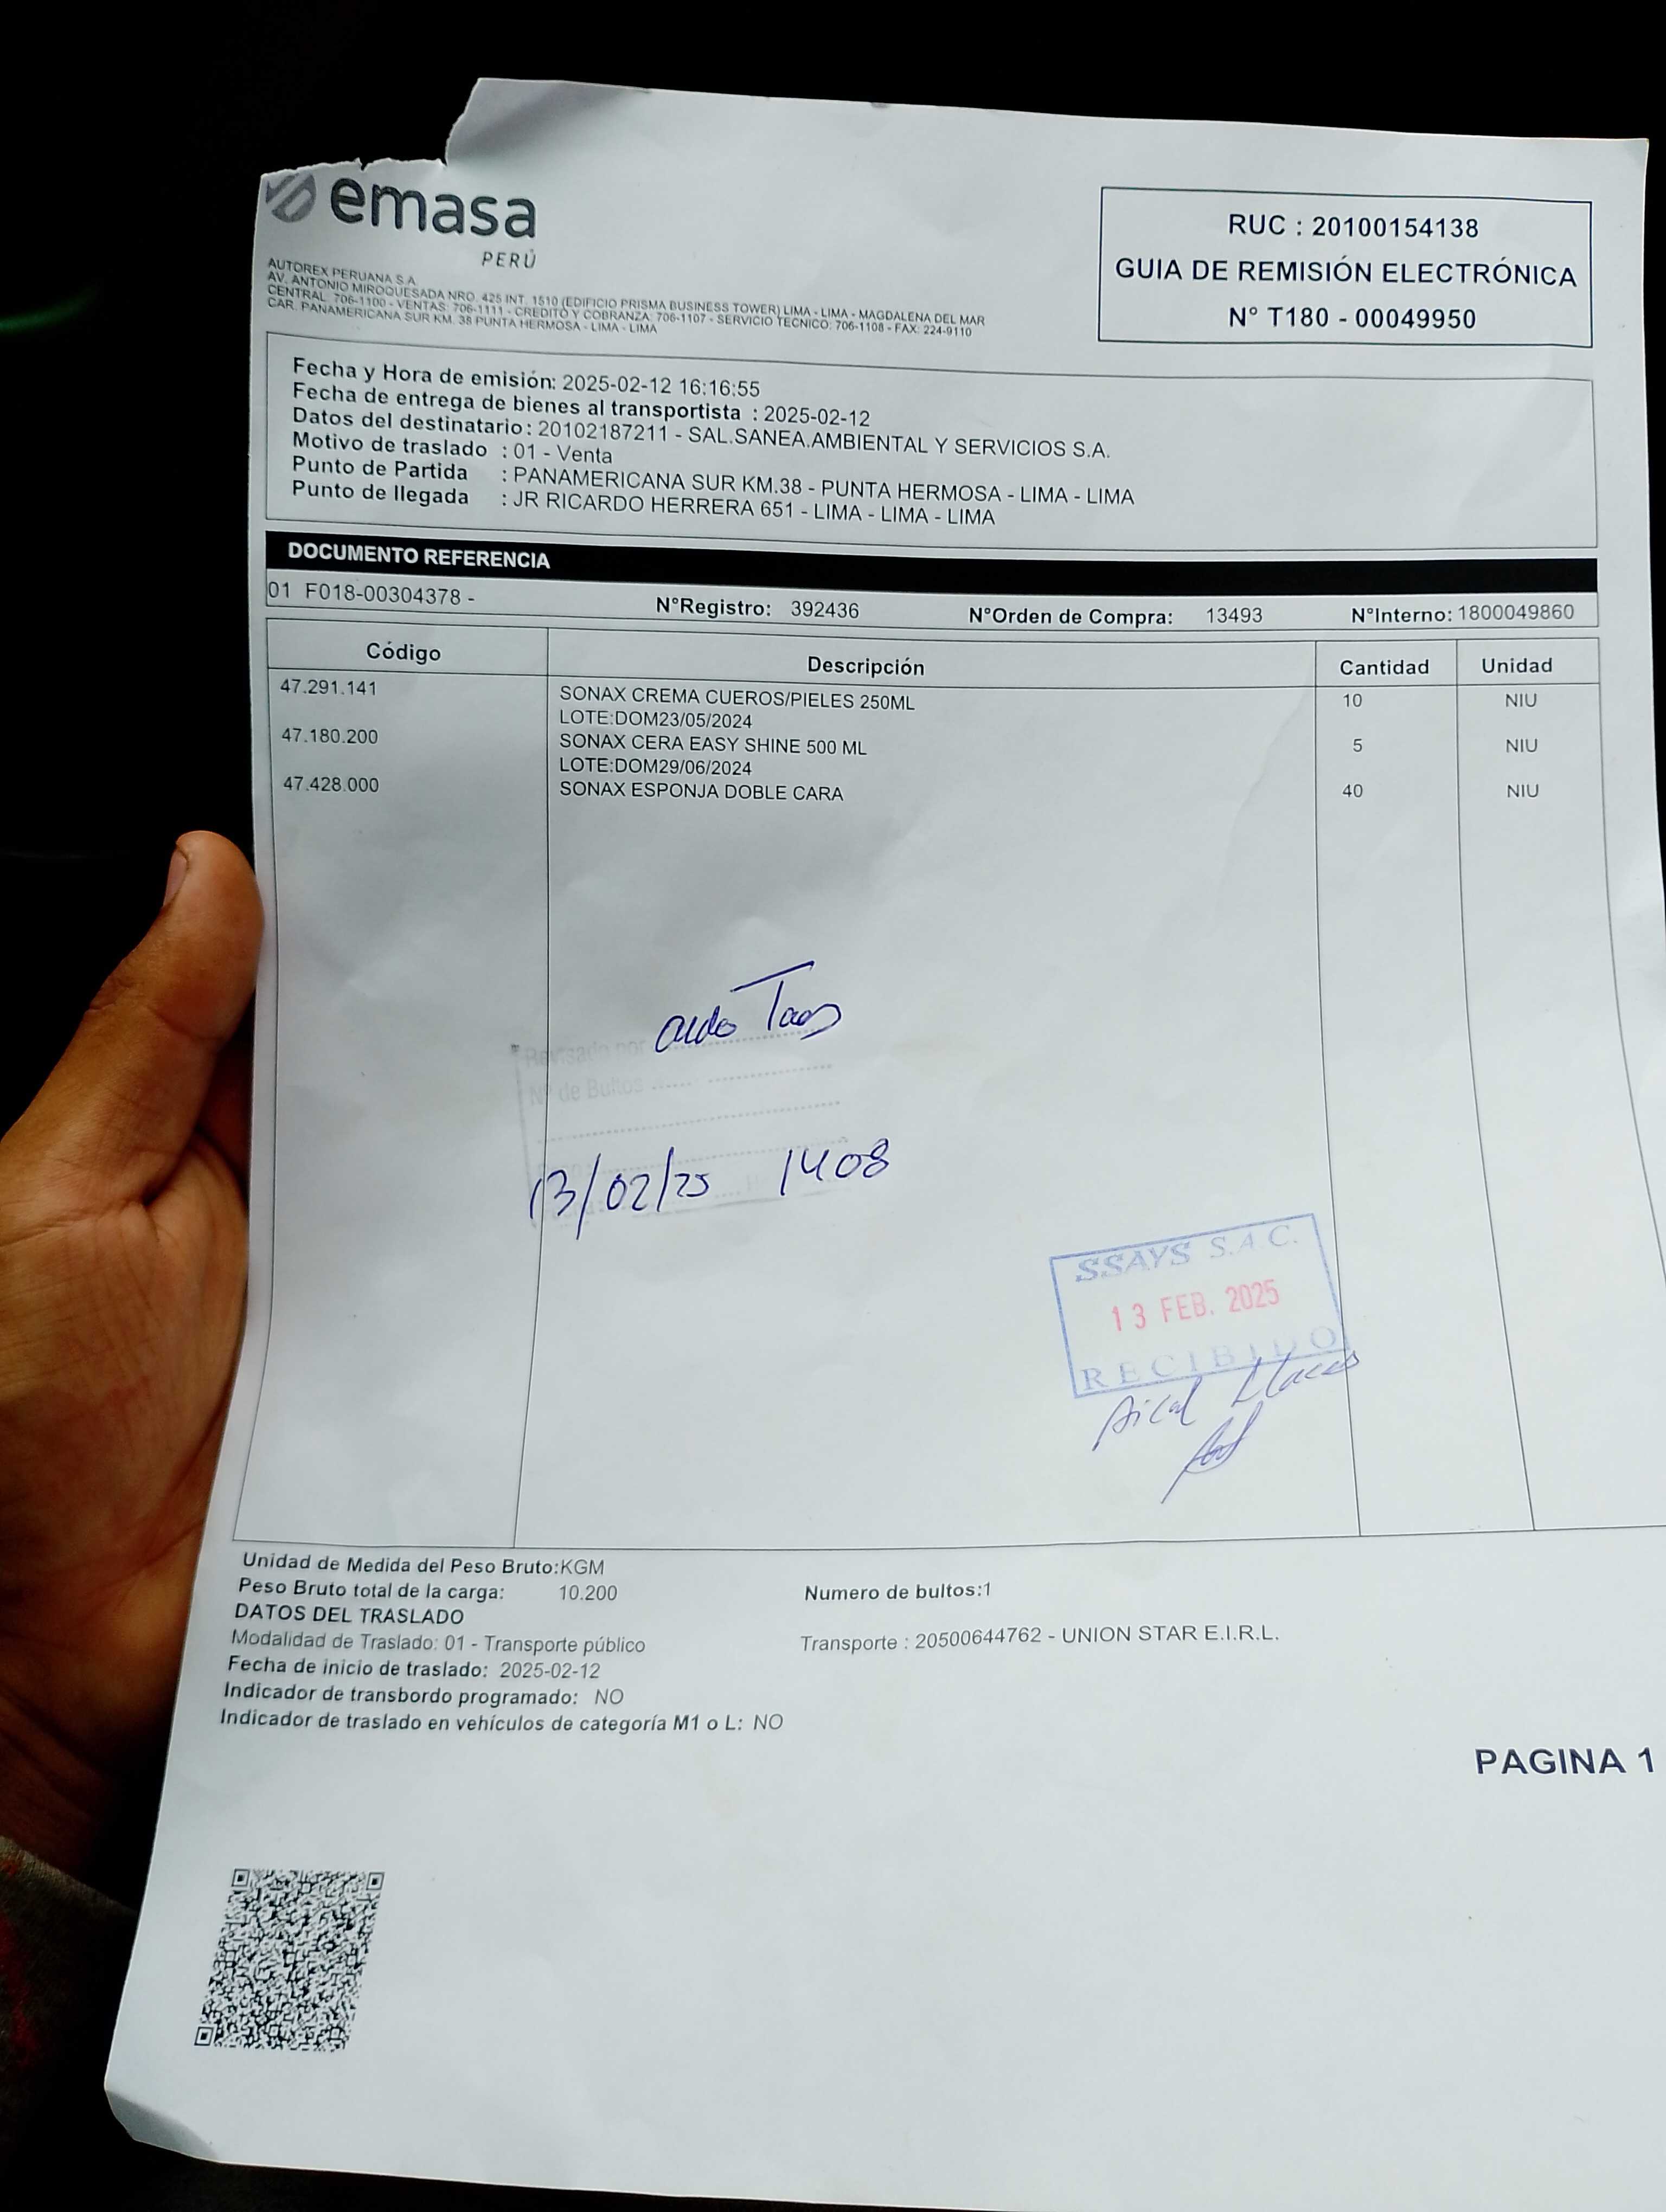 emasa
PERÚ
AUTOREX PERUANA S.A.
AV. ANTONIO MIROQUESADA NRO. 425 INT. 1510 (EDIFICIO PRISMA BUSINESS TOWER) LIMA - LIMA - MAGDALENA DEL MAR
CENTRAL: 706-1100 - VENTAS: 706-1111 - CREDITO Y COBRANZA: 706-1107 - SERVICIO TECNICO: 706-1108 - FAX: 224-9110
CAR. PANAMERICANA SUR KM. 38 PUNTA HERMOSA - LIMA - LIMA
RUC : 20100154138
GUIA DE REMISIÓN ELECTRÓNICA
N° T180 - 00049950
Fecha y Hora de emisión: 2025-02-12 16:16:55
Fecha de entrega de bienes al transportista : 2025-02-12
Datos del destinatario: 20102187211 - SAL.SANEA.AMBIENTAL Y SERVICIOS S.A.
Motivo de traslado : 01 - Venta
Punto de Partida : PANAMERICANA SUR KM.38 - PUNTA HERMOSA - LIMA - LIMA
Punto de llegada : JR RICARDO HERRERA 651 - LIMA - LIMA - LIMA
DOCUMENTO REFERENCIA
01 F018-00304378 - N°Registro: 392436 N°Orden de Compra: 13493 N°Interno: 1800049860
Código Descripción Cantidad Unidad
47.291.141 SONAX CREMA CUEROS/PIELES 250ML 10 NIU
LOTE:DOM23/05/2024
47.180.200 SONAX CERA EASY SHINE 500 ML 5 NIU
LOTE:DOM29/06/2024
47.428.000 SONAX ESPONJA DOBLE CARA 40 NIU
Revisado por
N° de Bultos
13/02/25 1408
SSAYS S.A.C.
13 FEB. 2025
RECIBIDO
Unidad de Medida del Peso Bruto:KGM
Peso Bruto total de la carga: 10.200 Numero de bultos:1
DATOS DEL TRASLADO
Modalidad de Traslado: 01 - Transporte público Transporte : 20500644762 - UNION STAR E.I.R.L.
Fecha de inicio de traslado: 2025-02-12
Indicador de transbordo programado: NO
Indicador de traslado en vehículos de categoría M1 o L: NO
PAGINA 1